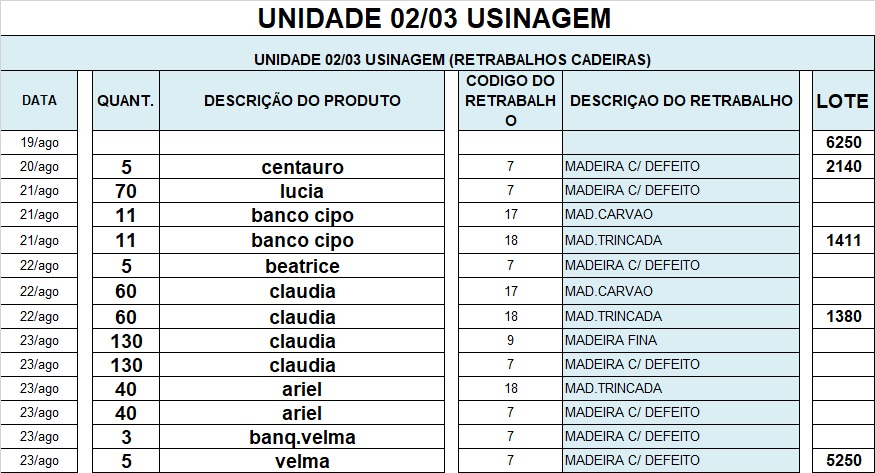 UNIDADE 02/03 USINAGEM
UNIDADE 02/03 USINAGEM (RETRABALHOS CADEIRAS)
DATA QUANT. DESCRIÇÃO DO PRODUTO CODIGO DO RETRABALHO DESCRIÇAO DO RETRABALHO LOTE
19/ago 6250
20/ago 5 centauro 7 MADEIRA C/ DEFEITO 2140
21/ago 70 lucia 7 MADEIRA C/ DEFEITO
21/ago 11 banco cipo 17 MAD.CARVAO
21/ago 11 banco cipo 18 MAD.TRINCADA 1411
22/ago 5 beatrice 7 MADEIRA C/ DEFEITO
22/ago 60 claudia 17 MAD.CARVAO
22/ago 60 claudia 18 MAD.TRINCADA 1380
23/ago 130 claudia 9 MADEIRA FINA
23/ago 130 claudia 7 MADEIRA C/ DEFEITO
23/ago 40 ariel 18 MAD.TRINCADA
23/ago 40 ariel 7 MADEIRA C/ DEFEITO
23/ago 3 banq.velma 7 MADEIRA C/ DEFEITO
23/ago 5 velma 7 MADEIRA C/ DEFEITO 5250